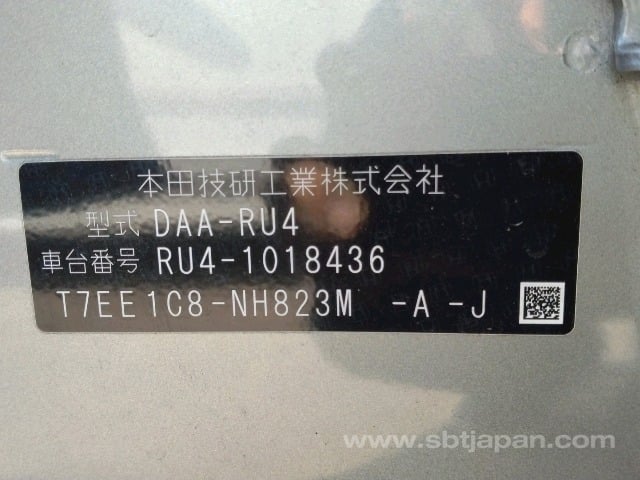 本田技研工業株式会社
型式 DAA-RU4
車台番号 RU4-1018436
T7EE1C8-NH823M -A -J
www.sbtjapan.com